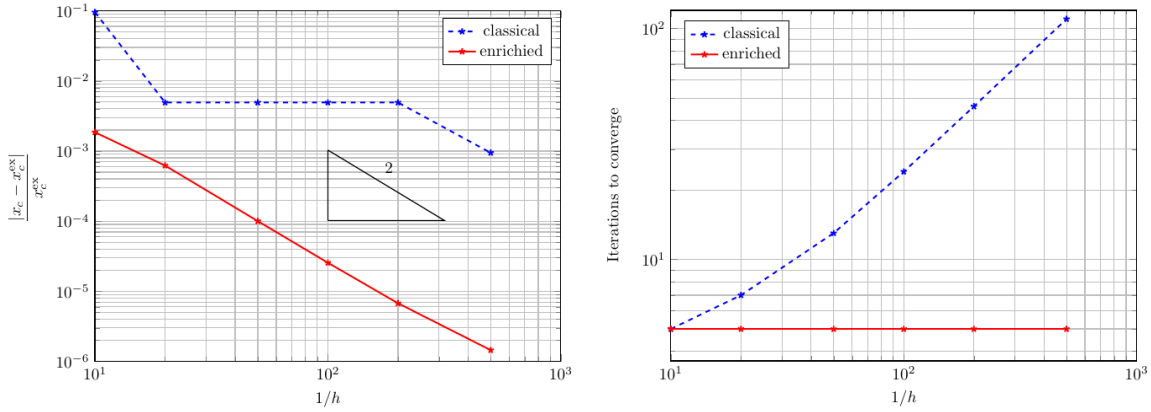 10^-1
10^-2
10^-3
10^-4
10^-5
10^-6
|x_c − x_c^ex|
x_c^ex
classical
enrichied
2
10^1
10^2
10^3
1/h
10^2
10^1
Iterations to converge
classical
enriched
10^1
10^2
10^3
1/h